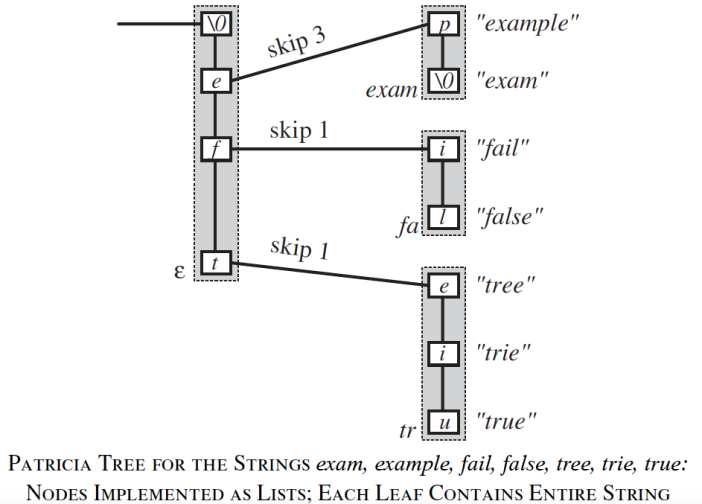 \0
skip 3
p "example"
e
exam \0 "exam"
f
skip 1
i "fail"
fa l "false"
ε t
skip 1
e "tree"
i "trie"
tr u "true"
PATRICIA TREE FOR THE STRINGS exam, example, fail, false, tree, trie, true:
NODES IMPLEMENTED AS LISTS; EACH LEAF CONTAINS ENTIRE STRING